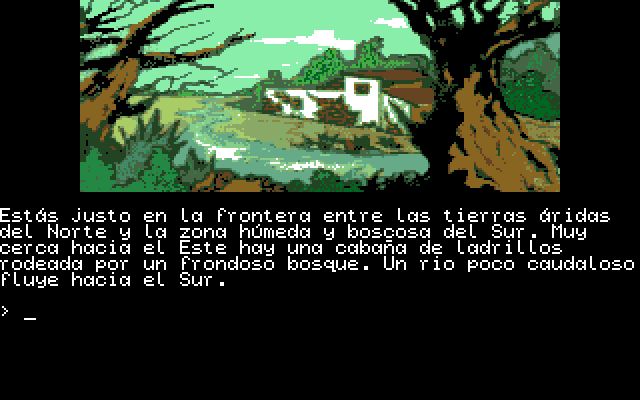 Estás justo en la frontera entre las tierras áridas
del Norte y la zona húmeda y boscosa del Sur. Muy
cerca hacia el Este hay una cabaña de ladrillos
rodeada por un frondoso bosque. Un río poco caudaloso
fluye hacia el Sur.
> _